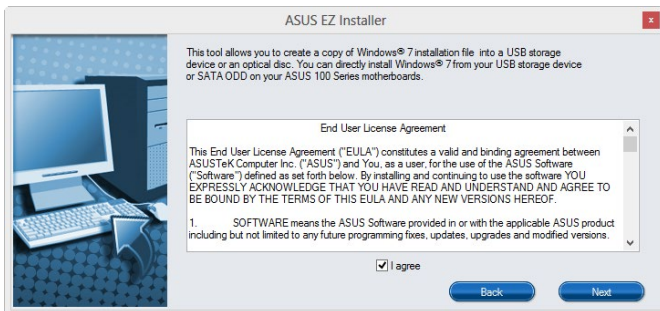 ASUS EZ Installer
x
This tool allows you to create a copy of Windows® 7 installation file into a USB storage
device or an optical disc. You can directly install Windows® 7 from your USB storage device
or SATA ODD on your ASUS 100 Series motherboards.
End User License Agreement
This End User License Agreement ("EULA") constitutes a valid and binding agreement between
ASUSTeK Computer Inc. ("ASUS") and You, as a user, for the use of the ASUS Software
("Software") defined as set forth below. By installing and continuing to use the software YOU
EXPRESSLY ACKNOWLEDGE THAT YOU HAVE READ AND UNDERSTAND AND AGREE TO
BE BOUND BY THE TERMS OF THIS EULA AND ANY NEW VERSIONS HEREOF.
1. SOFTWARE means the ASUS Software provided in or with the applicable ASUS product
including but not limited to any future programming fixes, updates, upgrades and modified versions.
I agree
Back Next